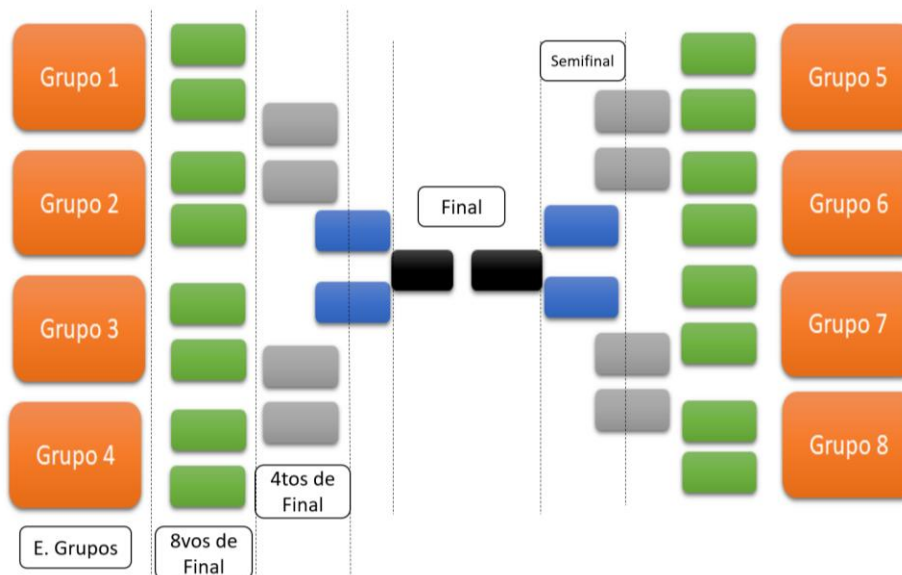 Grupo 1
Grupo 2
Grupo 3
Grupo 4
E. Grupos
8vos de
Final
4tos de
Final
Final
Semifinal
Grupo 5
Grupo 6
Grupo 7
Grupo 8